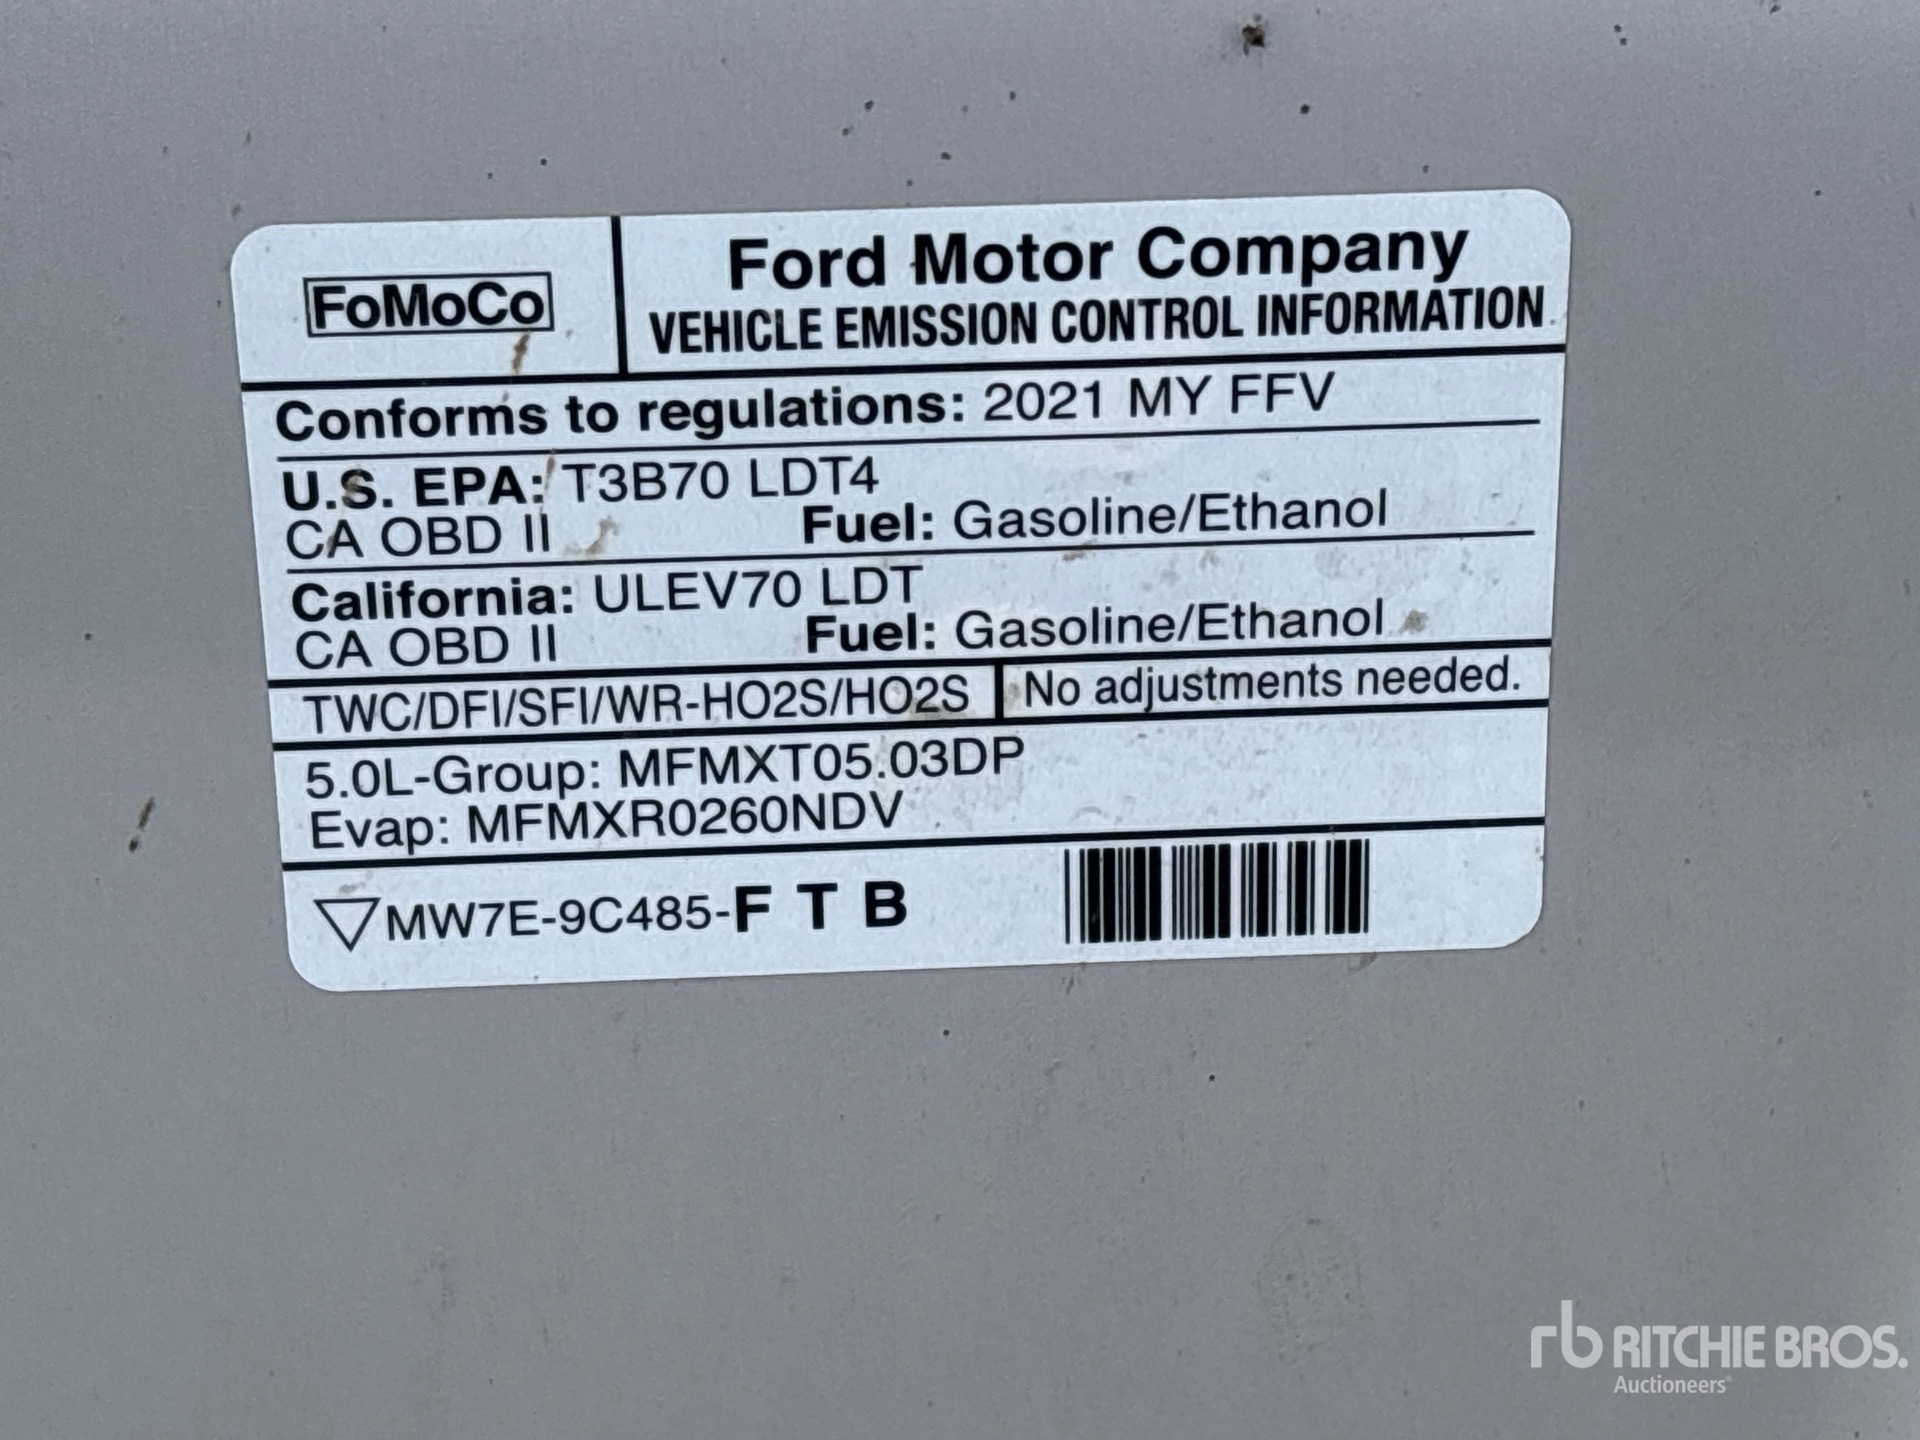 FoMoCo
Ford Motor Company
VEHICLE EMISSION CONTROL INFORMATION
Conforms to regulations: 2021 MY FFV
U.S. EPA: T3B70 LDT4
CA OBD II Fuel: Gasoline/Ethanol
California: ULEV70 LDT
CA OBD II Fuel: Gasoline/Ethanol
TWC/DFI/SFI/WR-HO2S/HO2S No adjustments needed.
5.0L-Group: MFMXT05.03DP
Evap: MFMXR0260NDV
MW7E-9C485-F T B
rb RITCHIE BROS.
Auctioneers